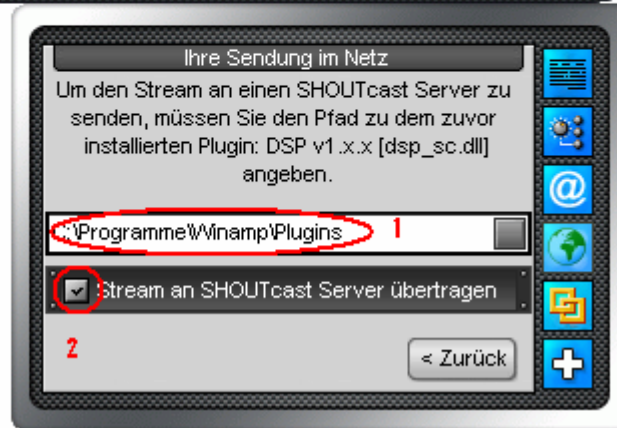 Ihre Sendung im Netz
Um den Stream an einen SHOUTcast Server zu
senden, müssen Sie den Pfad zu dem zuvor
installierten Plugin: DSP v1.x.x [dsp_sc.dll]
angeben.
:\Programme\Winamp\Plugins 1
Stream an SHOUTcast Server übertragen
2
< Zurück
@